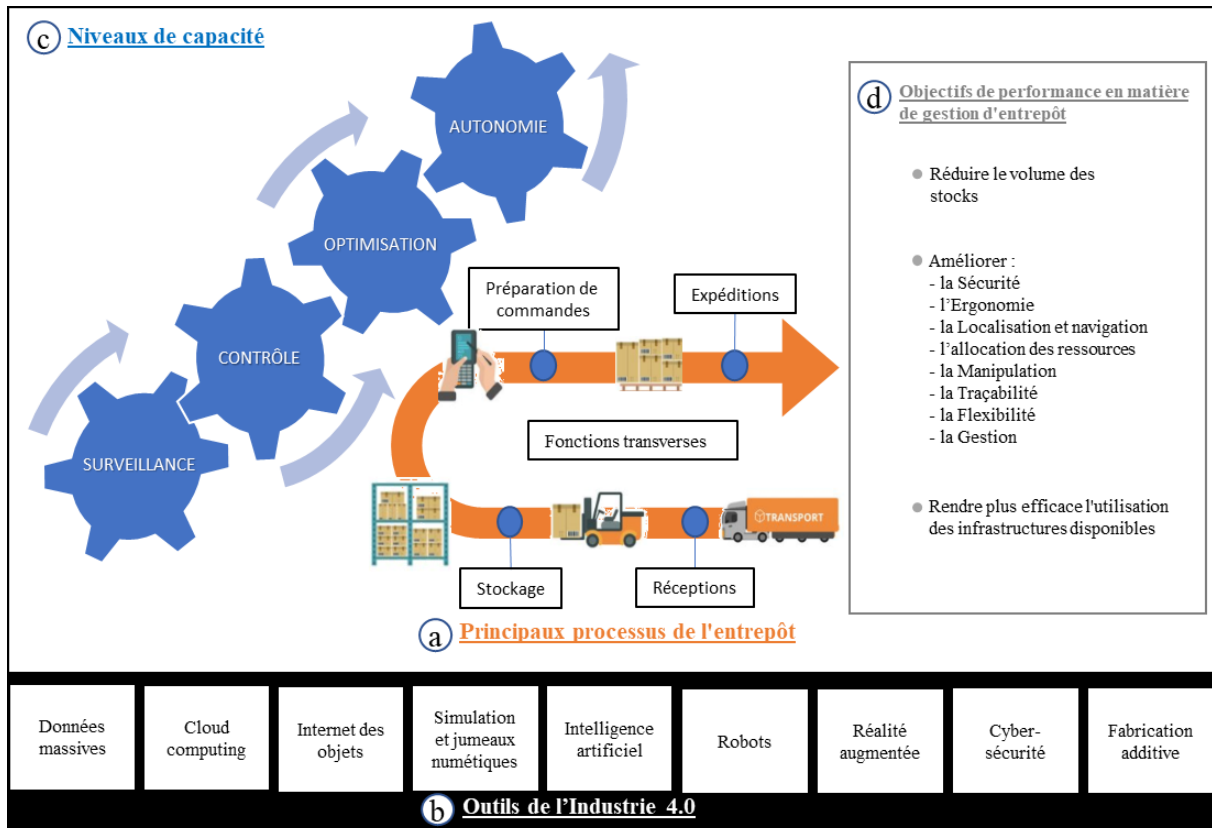 c Niveaux de capacité
AUTONOMIE
OPTIMISATION
CONTRÔLE
SURVEILLANCE
Préparation de
commandes
Expéditions
Fonctions transverses
TRANSPORT
Stockage
Réceptions
a Principaux processus de l'entrepôt
d Objectifs de performance en matière
de gestion d'entrepôt
Réduire le volume des
stocks
Améliorer :
- la Sécurité
- l'Ergonomie
- la Localisation et navigation
- l'allocation des ressources
- la Manipulation
- la Traçabilité
- la Flexibilité
- la Gestion
Rendre plus efficace l'utilisation
des infrastructures disponibles
Données
massives
Cloud
computing
Internet des
objets
Simulation
et jumeaux
numétiques
Intelligence
artificiel
Robots
Réalité
augmentée
Cyber-
sécurité
Fabrication
additive
b Outils de l'Industrie 4.0